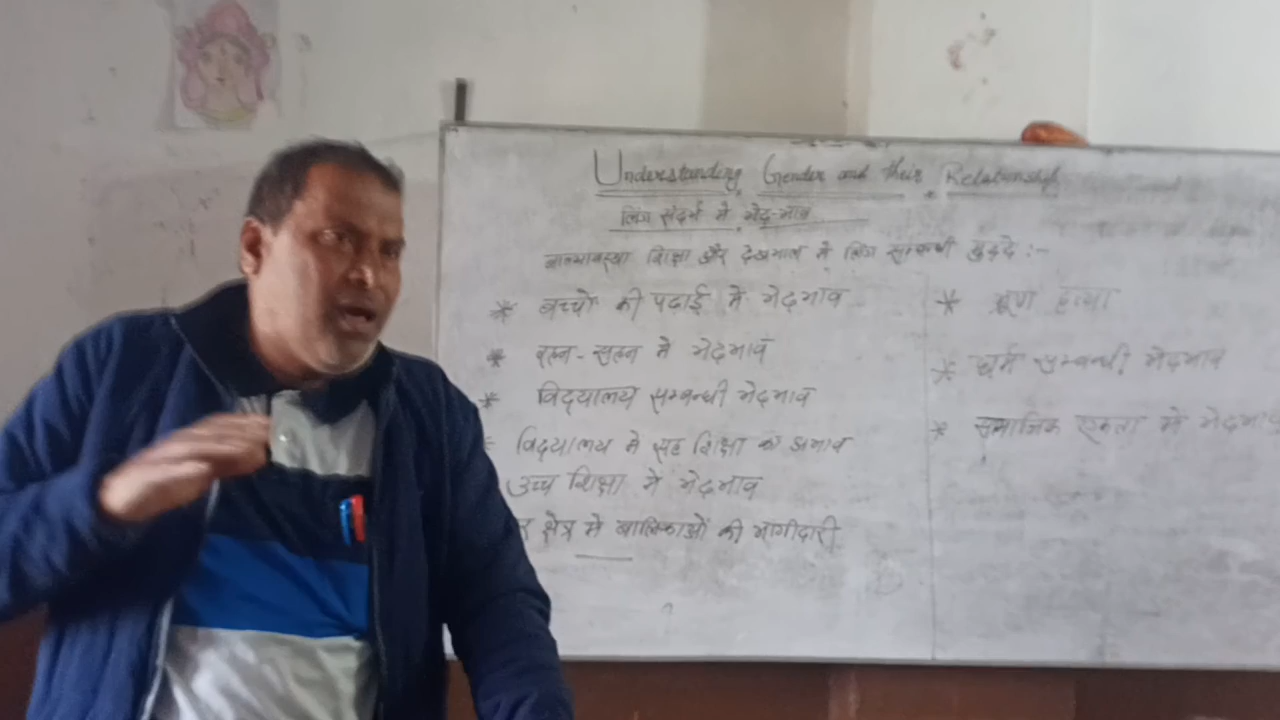 Understanding Gender and their Relationship
लिंग संदर्भ में भेद-भाव
बाल्यावस्था शिक्षा और देखभाल में लिंग सम्बन्धी मुद्दे :-
* बच्चों की पढाई में भेदभाव
* रहन-सहन में भेदभाव
* विद्यालय सम्बन्धी भेदभाव
* विद्यालय में सह शिक्षा का अभाव
उच्च शिक्षा में भेदभाव
क्षेत्र में बालिकाओं की भागीदारी
* भ्रूण हत्या
* धर्म सम्बन्धी भेदभाव
* समाजिक एकता में भेदभाव